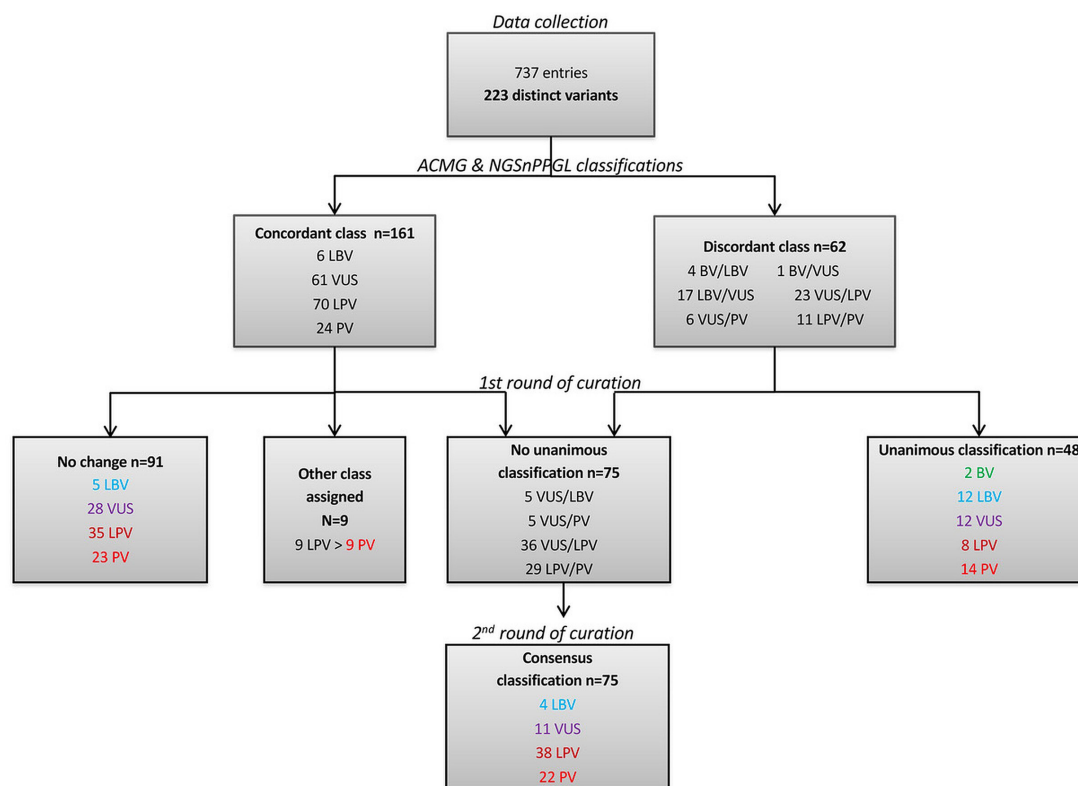 Data collection
737 entries
223 distinct variants
ACMG & NGSnPPGL classifications
Concordant class n=161
6 LBV
61 VUS
70 LPV
24 PV
Discordant class n=62
4 BV/LBV 1 BV/VUS
17 LBV/VUS 23 VUS/LPV
6 VUS/PV 11 LPV/PV
1st round of curation
No change n=91
5 LBV
28 VUS
35 LPV
23 PV
Other class
assigned
N=9
9 LPV > 9 PV
No unanimous
classification n=75
5 VUS/LBV
5 VUS/PV
36 VUS/LPV
29 LPV/PV
Unanimous classification n=48
2 BV
12 LBV
12 VUS
8 LPV
14 PV
2nd round of curation
Consensus
classification n=75
4 LBV
11 VUS
38 LPV
22 PV